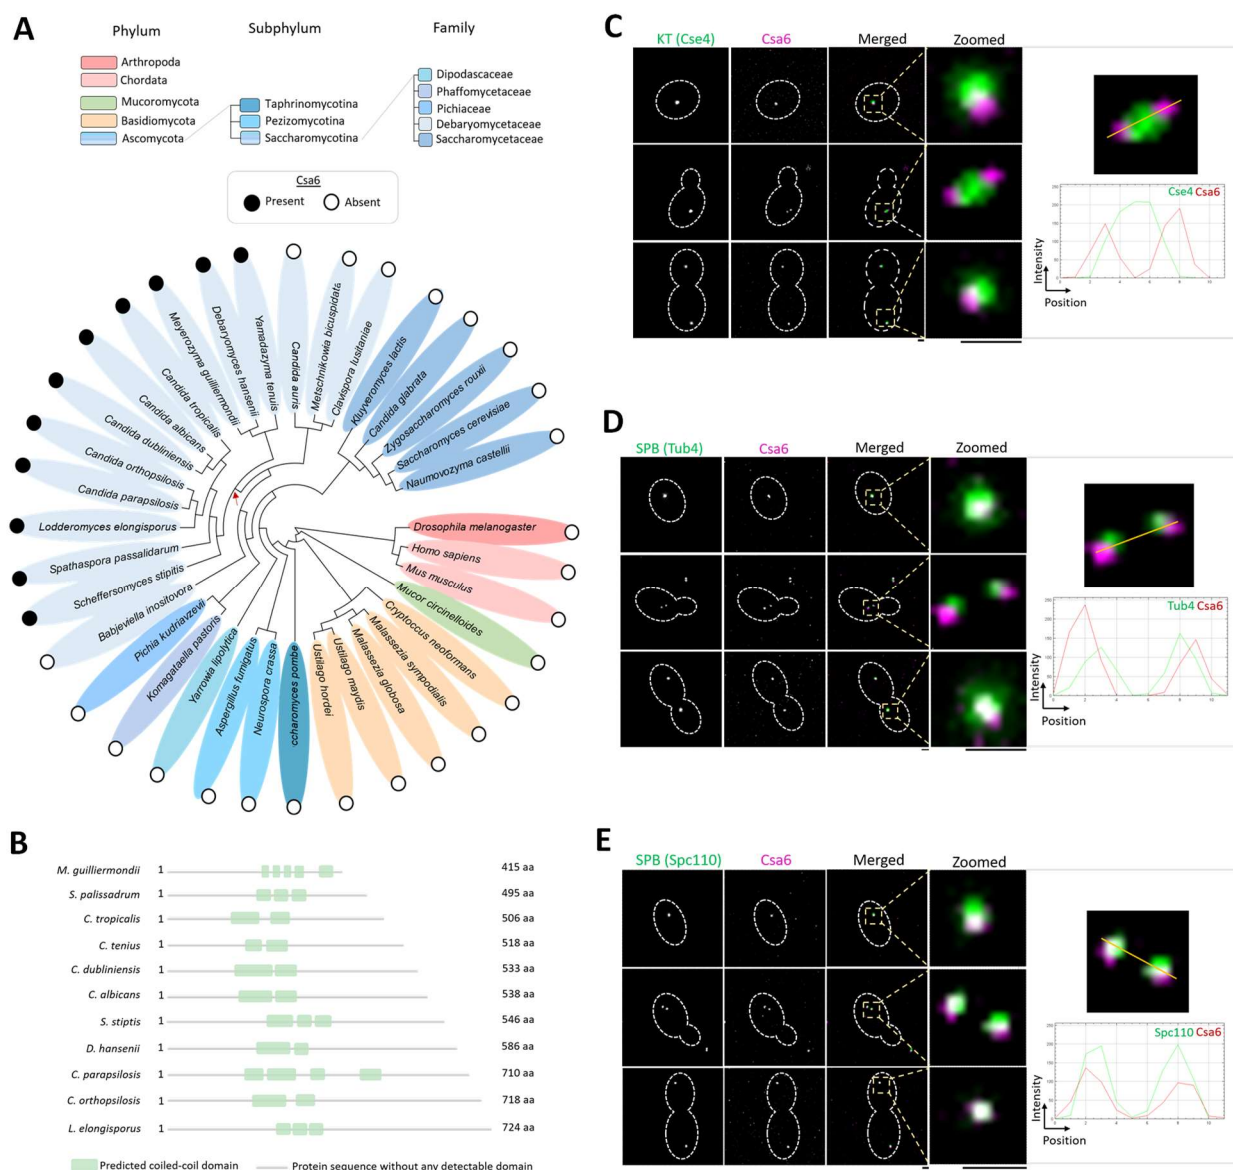 A
Phylum
Subphylum
Family
Arthropoda
Chordata
Mucoromycota
Basidiomycota
Ascomycota
Taphrinomycotina
Pezizomycotina
Saccharomycotina
Dipodascaceae
Phaffomycetaceae
Pichiaceae
Debaryomycetaceae
Saccharomycetaceae
Csa6
Present
Absent
Meyerozyma guilliermondii
Debaryomyces hansenii
Yamadazyma tenuis
Candida auris
Metschnikowia bicuspidata
Clavispora lusitaniae
Kluyveromyces lactis
Candida glabrata
Zygosaccharomyces rouxii
Saccharomyces cerevisiae
Naumovozyma castellii
Drosophila melanogaster
Homo sapiens
Mus musculus
Mucor circinelloides
Cryptoccus neoformans
Malassezia sympodialis
Malassezia globosa
Ustilago maydis
Ustilago hordei
ccharomyces pombe
Neurospora crassa
Aspergillus fumigatus
Yarrowia lipolytica
Komagataella pastoris
Pichia kudriavzevii
Babjeviella inositovora
Scheffersomyces stipitis
Spathaspora passalidarum
Lodderomyces elongisporus
Candida parapsilosis
Candida orthopsilosis
Candida dubliniensis
Candida albicans
Candida tropicalis
B
M. guilliermondii 1 415 aa
S. palissadrum 1 495 aa
C. tropicalis 1 506 aa
C. tenius 1 518 aa
C. dubliniensis 1 533 aa
C. albicans 1 538 aa
S. stiptis 1 546 aa
D. hansenii 1 586 aa
C. parapsilosis 1 710 aa
C. orthopsilosis 1 718 aa
L. elongisporus 1 724 aa
Predicted coiled-coil domain Protein sequence without any detectable domain
C
KT (Cse4) Csa6 Merged Zoomed
Cse4 Csa6
Intensity
Position
D
SPB (Tub4) Csa6 Merged Zoomed
Tub4 Csa6
Intensity
Position
E
SPB (Spc110) Csa6 Merged Zoomed
Spc110 Csa6
Intensity
Position